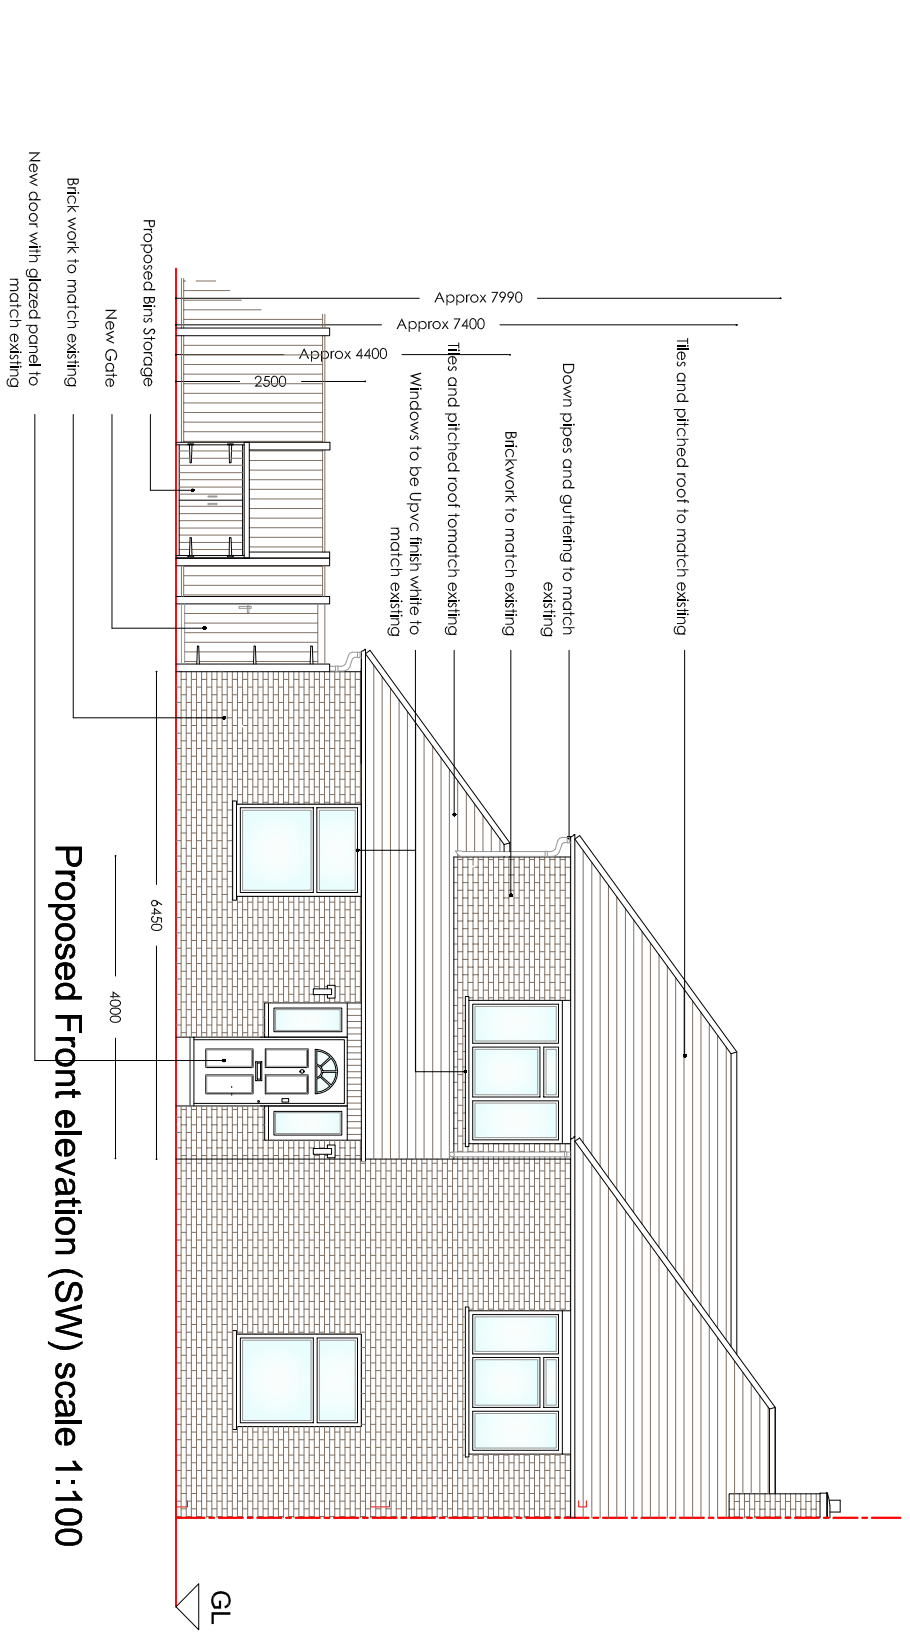 Tiles and pitched roof to match existing
Down pipes and guttering to match
existing
Brickwork to match existing
Tiles and pitched roof tomatch existing
Windows to be Upvc finish white to
match existing
Approx 7990
Approx 7400
Approx 4400
2500
Proposed Bins Storage
New Gate
Brick work to match existing
New door with glazed panel to
match existing
6450
4000
GL
Proposed Front elevation (SW) scale 1:100